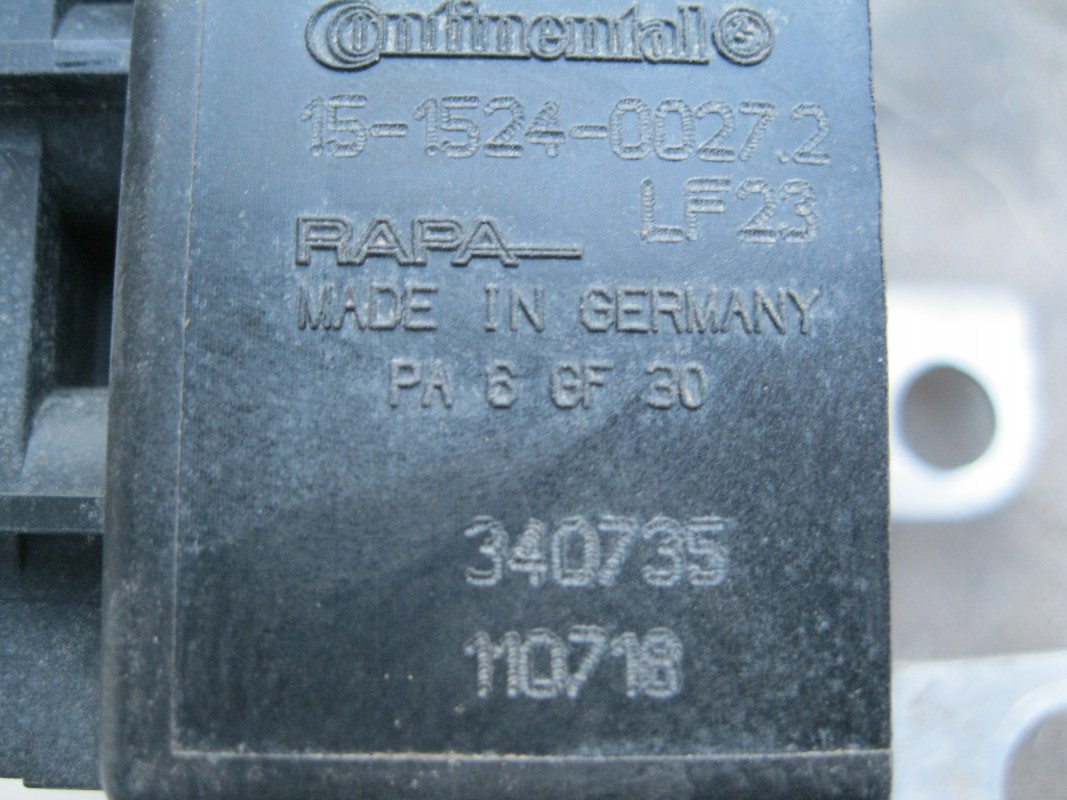 Continental
15-1524-0027.2
LF23
RAPA
MADE IN GERMANY
PA 6 GF 30
340735
110718